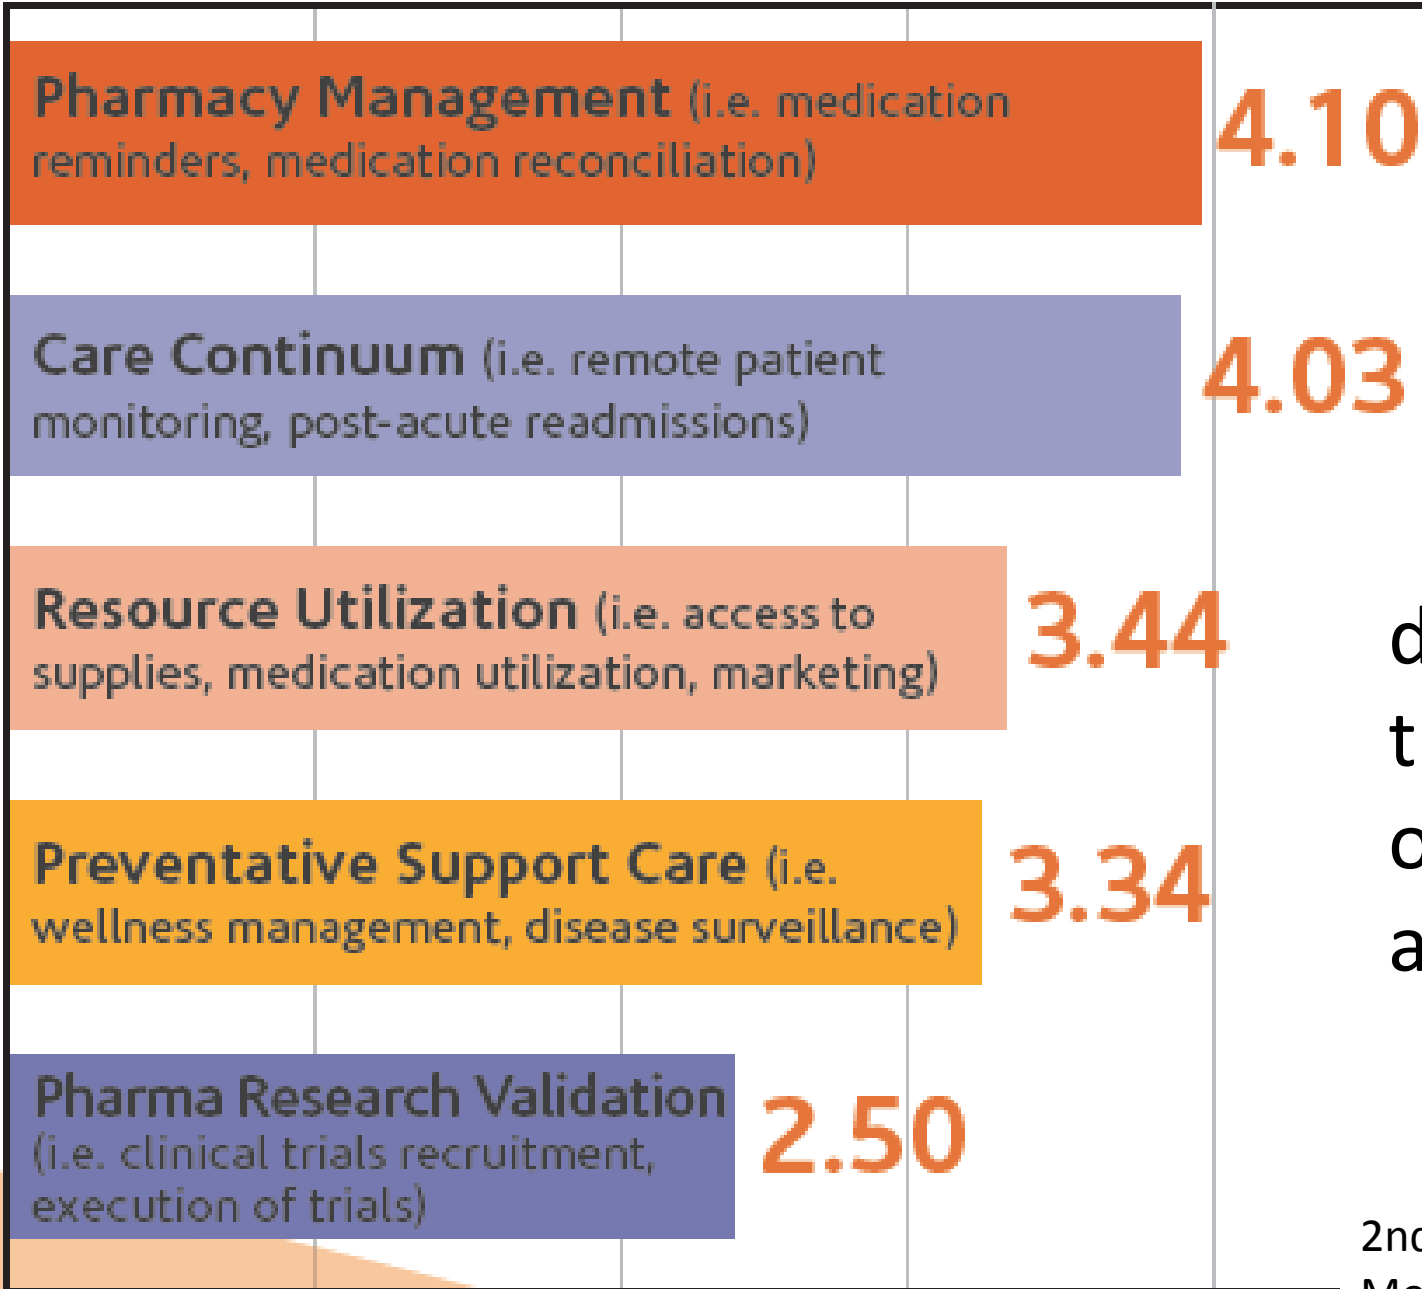 Pharmacy Management (i.e. medication
reminders, medication reconciliation)
4.10
Care Continuum (i.e. remote patient
monitoring, post-acute readmissions)
4.03
Resource Utilization (i.e. access to
supplies, medication utilization, marketing)
3.44
Preventative Support Care (i.e.
wellness management, disease surveillance)
3.34
Pharma Research Validation
(i.e. clinical trials recruitment,
execution of trials)
2.50
d
t
o
a